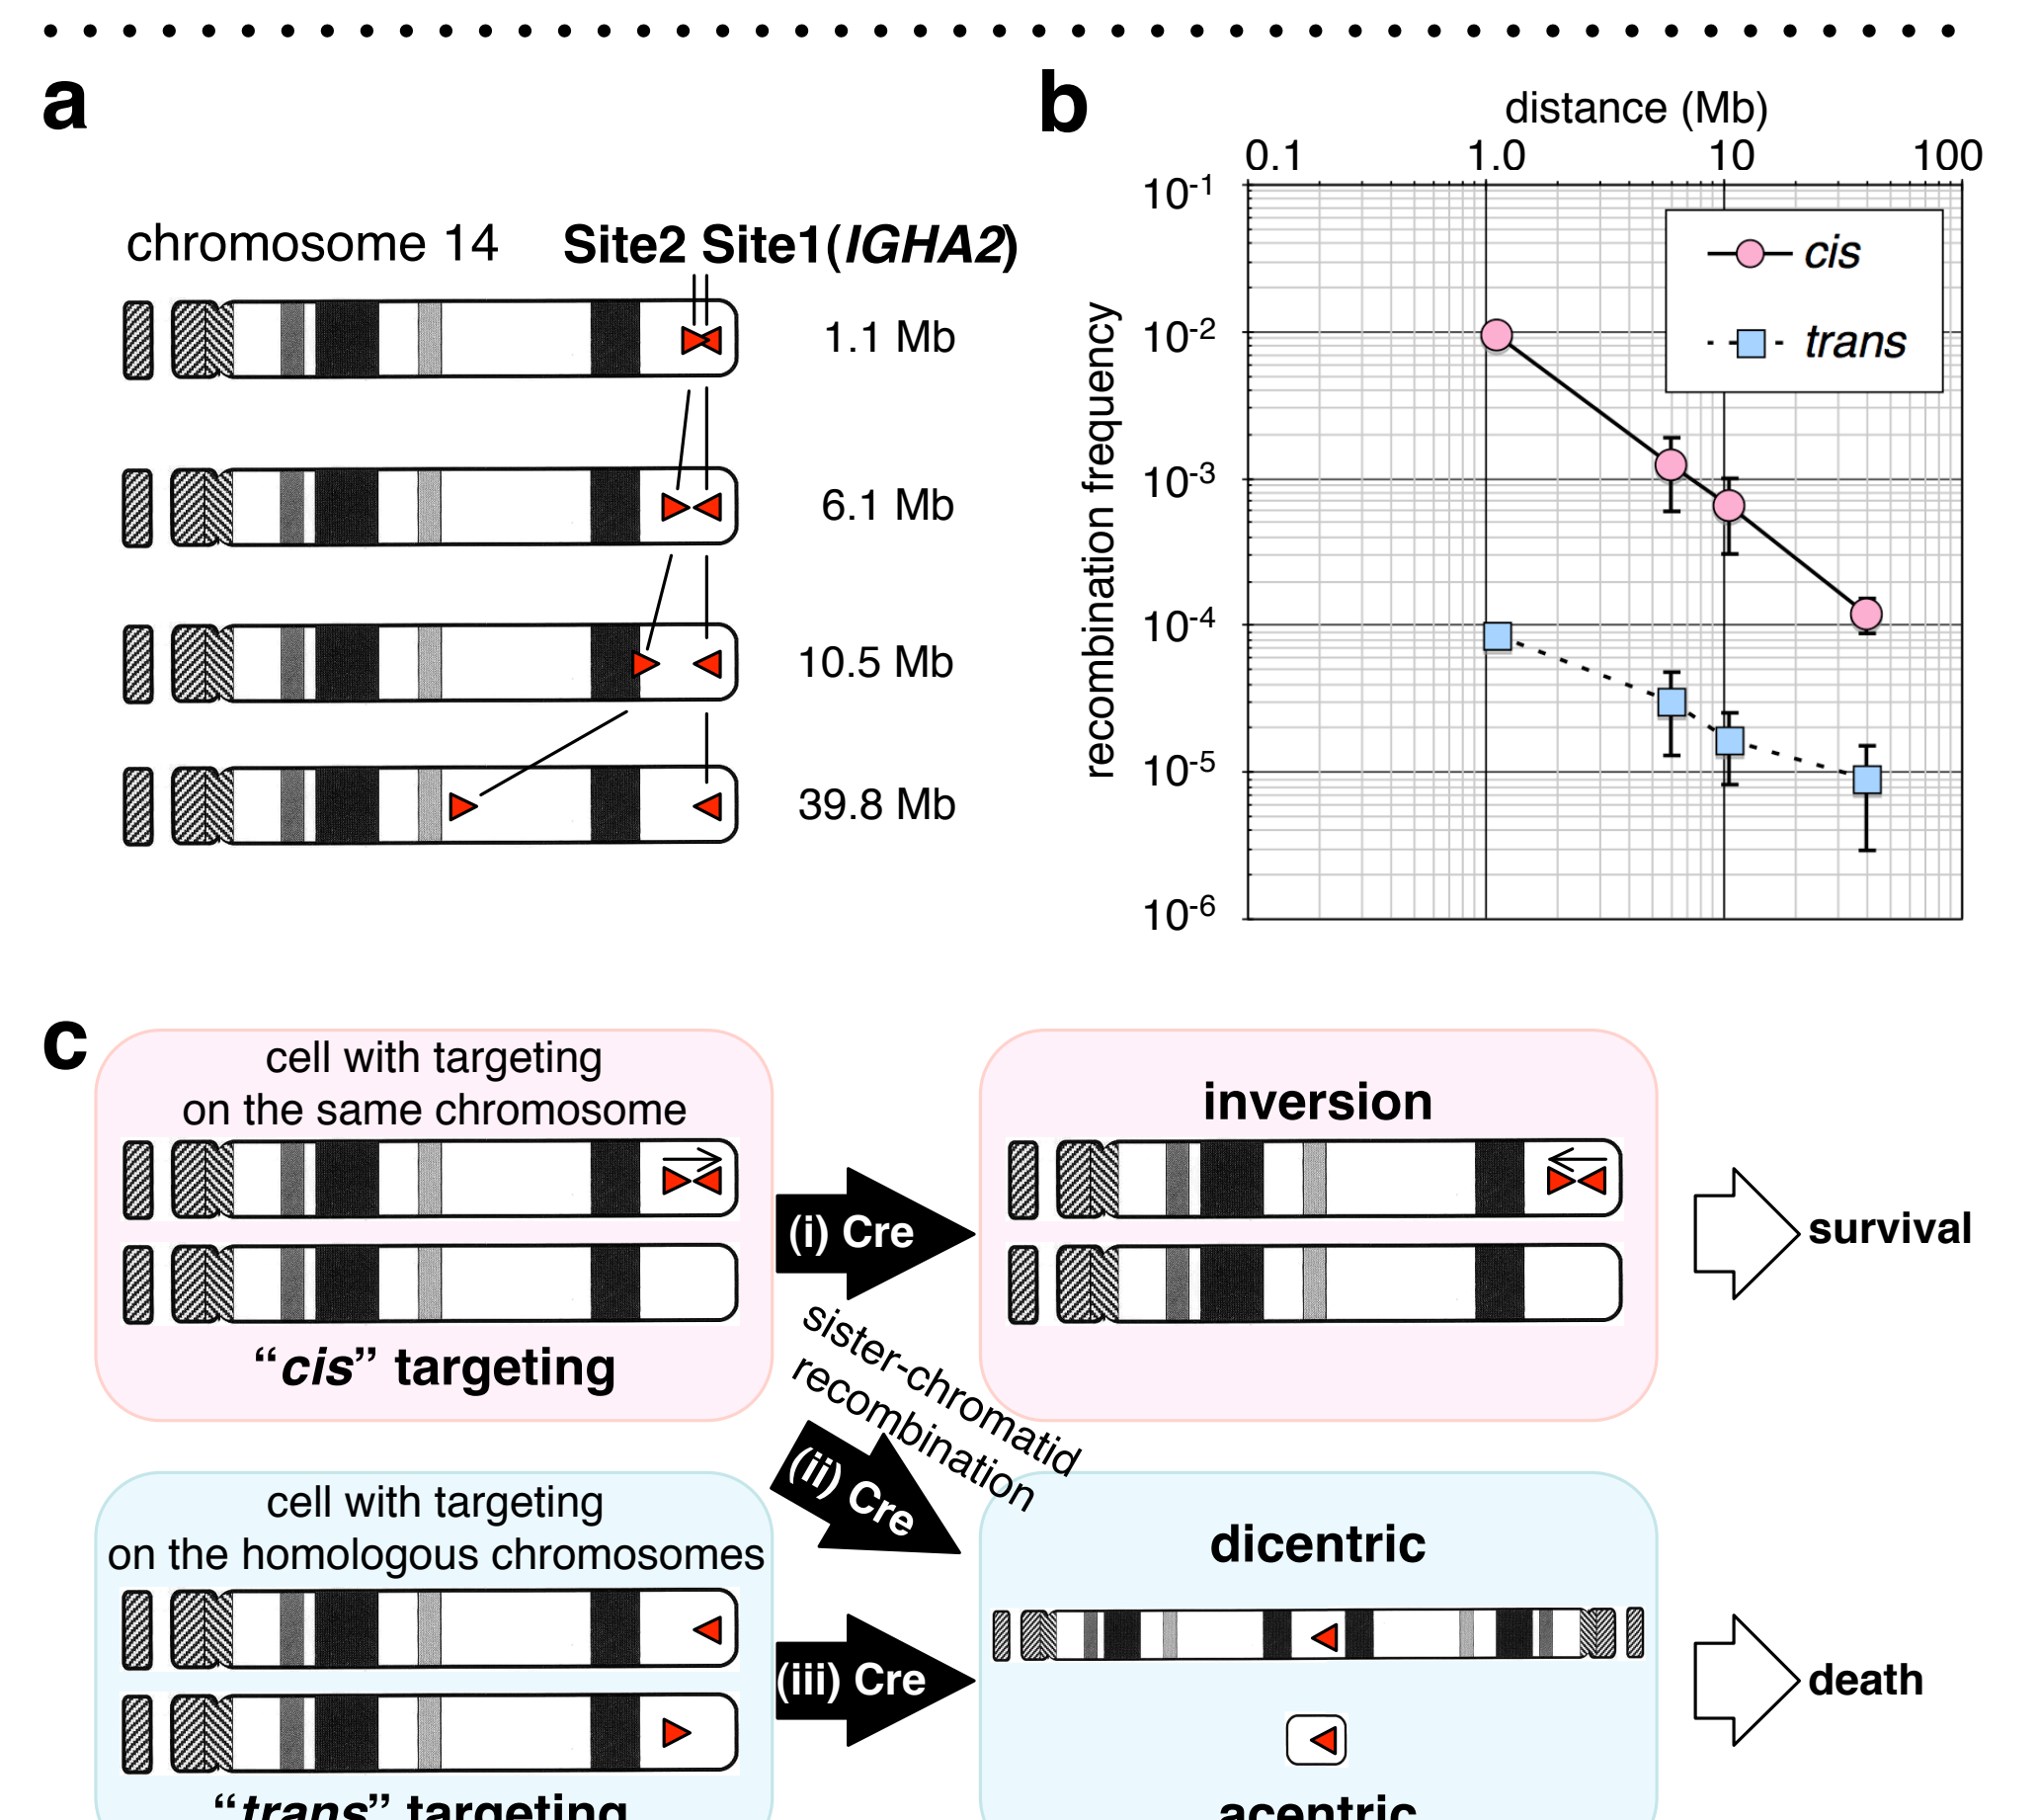 a
chromosome 14
Site2 Site1(IGHA2)
1.1 Mb
6.1 Mb
10.5 Mb
39.8 Mb
b
distance (Mb)
0.1 1.0 10 100
recombination frequency
10-1
10-2
10-3
10-4
10-5
10-6
cis
trans
c
cell with targeting
on the same chromosome
“cis” targeting
(i) Cre
inversion
survival
sister-chromatid
recombination
(ii) Cre
cell with targeting
on the homologous chromosomes
“trans” targeting
(iii) Cre
dicentric
acentric
death